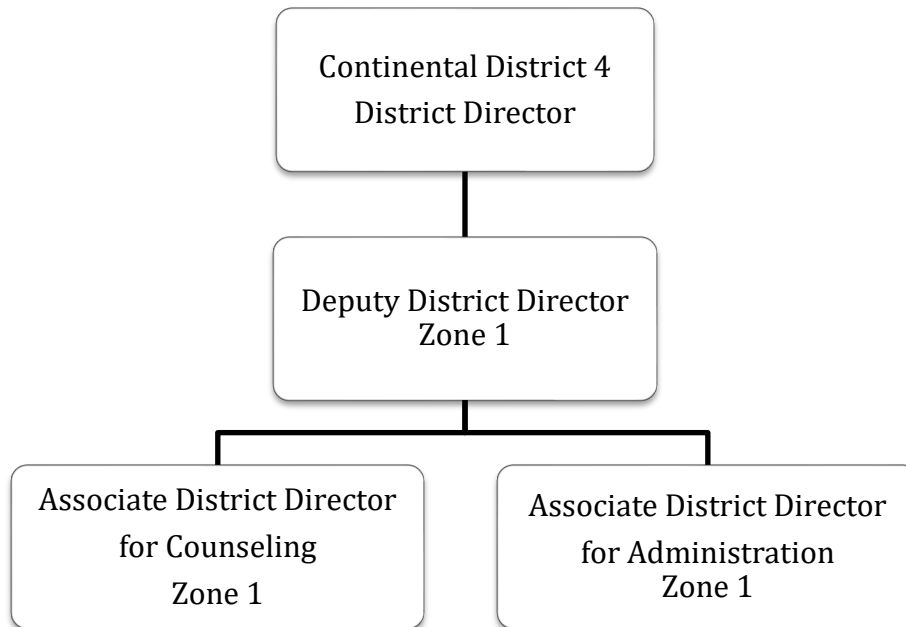 Continental District 4
District Director
Deputy District Director
Zone 1
Associate District Director
for Counseling
Zone 1
Associate District Director
for Administration
Zone 1